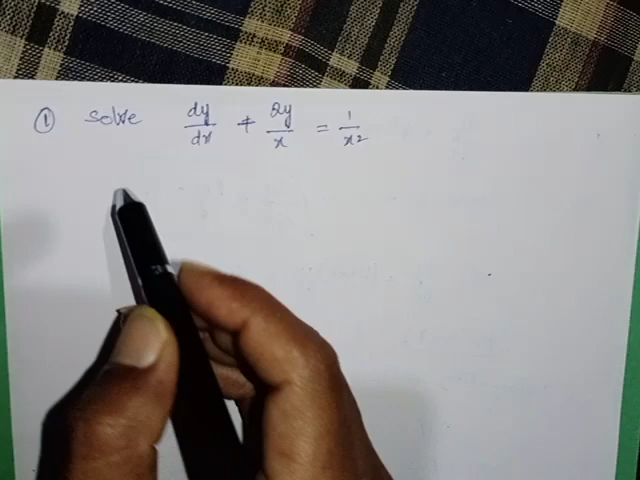 ① Solve dy/dx + 2y/x = 1/x²